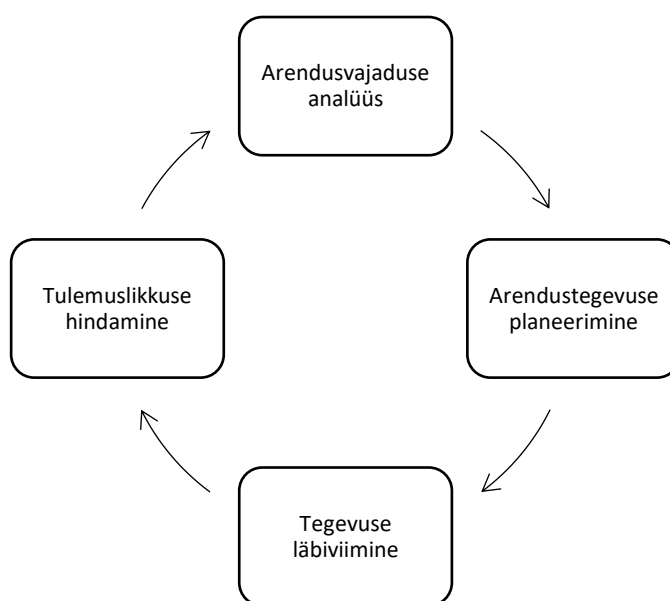 Arendusvajaduse
analüüs
Arendustegevuse
planeerimine
Tegevuse
läbiviimine
Tulemuslikkuse
hindamine